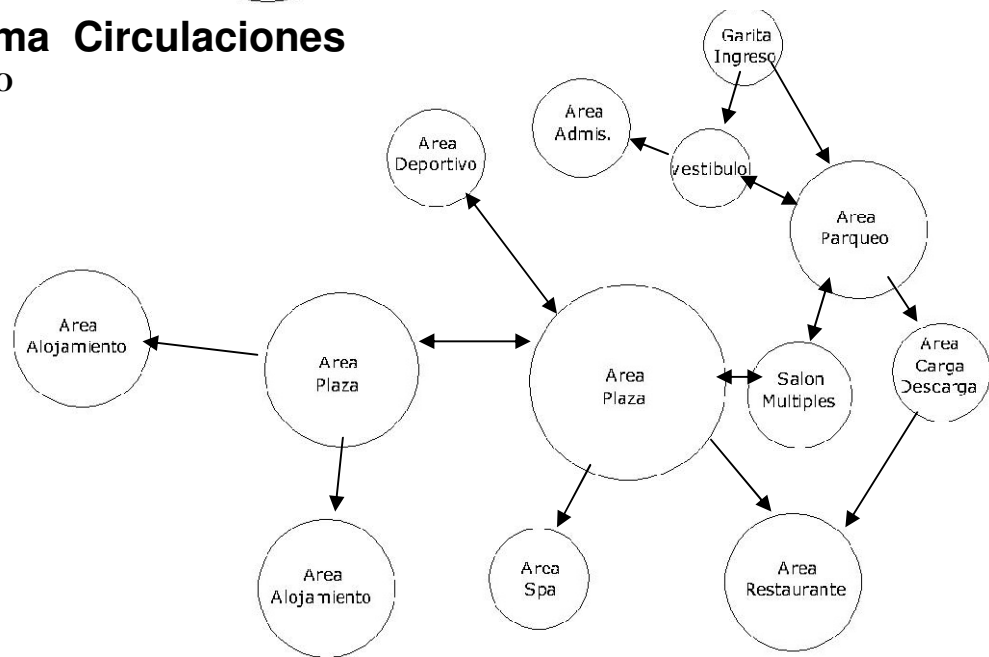 ma Circulaciones
o
Garita
Ingreso
Area
Admis.
vestibulol
Area
Deportivo
Area
Parqueo
Area
Alojamiento
Area
Plaza
Area
Plaza
Salon
Multiples
Area
Carga
Descarga
Area
Alojamiento
Area
Spa
Area
Restaurante